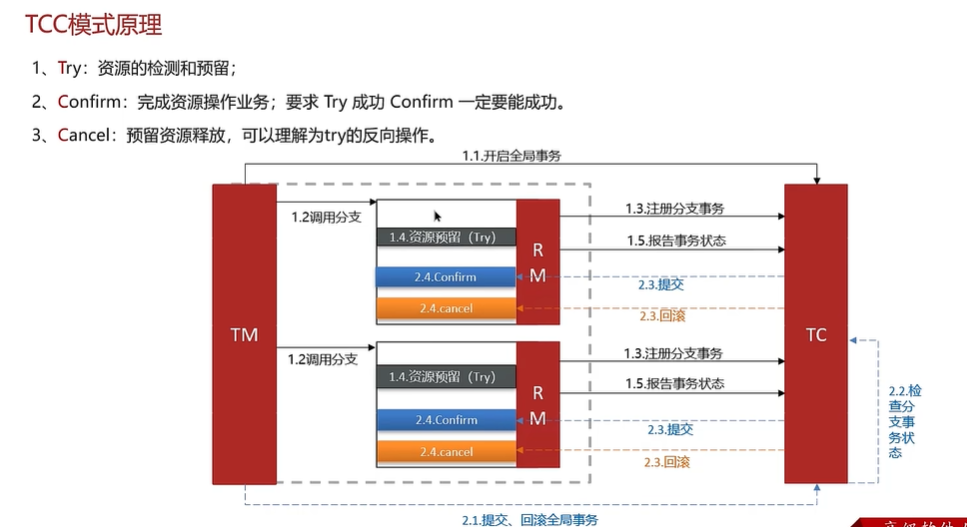 TCC模式原理
1、Try：资源的检测和预留；
2、Confirm：完成资源操作业务；要求 Try 成功 Confirm 一定要能成功。
3、Cancel：预留资源释放，可以理解为try的反向操作。
1.1.开启全局事务
TM
1.2调用分支
1.4.资源预留（Try）
2.4.Confirm
2.4.cancel
RM
1.3.注册分支事务
1.5.报告事务状态
2.3.提交
2.3.回滚
TC
1.2调用分支
1.4.资源预留（Try）
2.4.Confirm
2.4.cancel
RM
1.3.注册分支事务
1.5.报告事务状态
2.3.提交
2.3.回滚
2.2.检
查分
支事
务状
态
2.1.提交、回滚全局事务